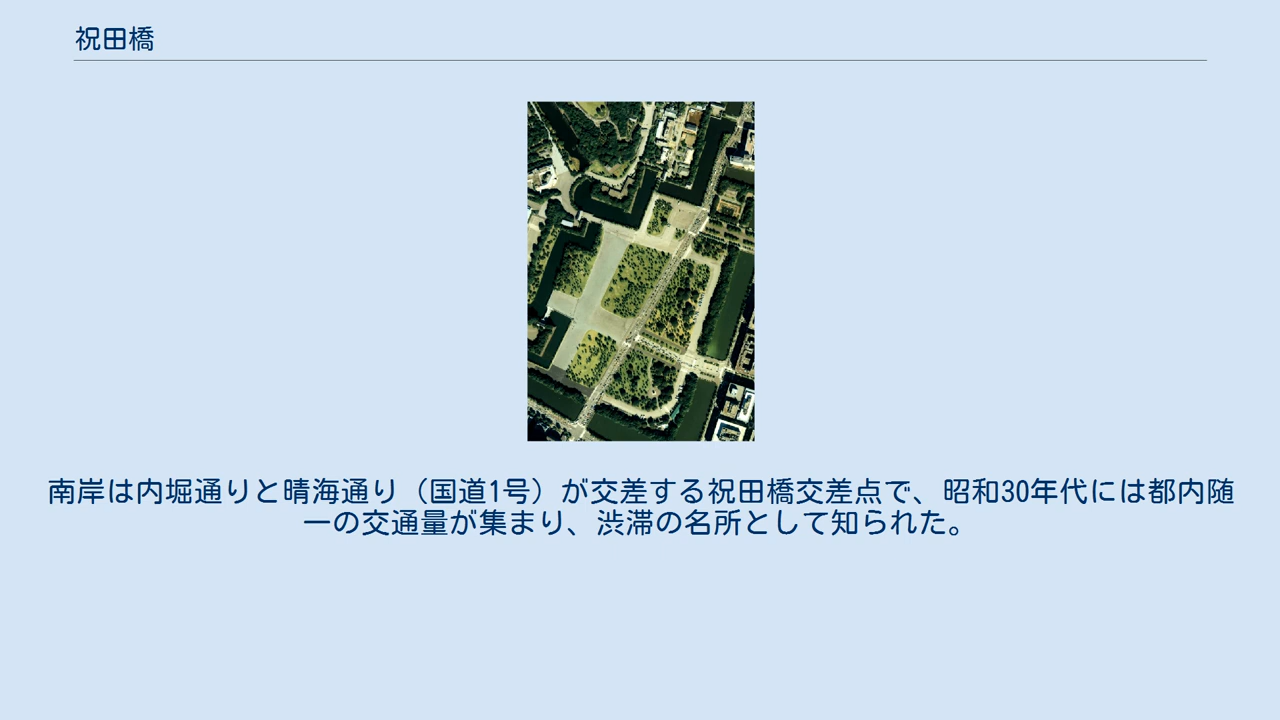 祝田橋
南岸は内堀通りと晴海通り（国道1号）が交差する祝田橋交差点で、昭和30年代には都内随
一の交通量が集まり、渋滞の名所として知られた。